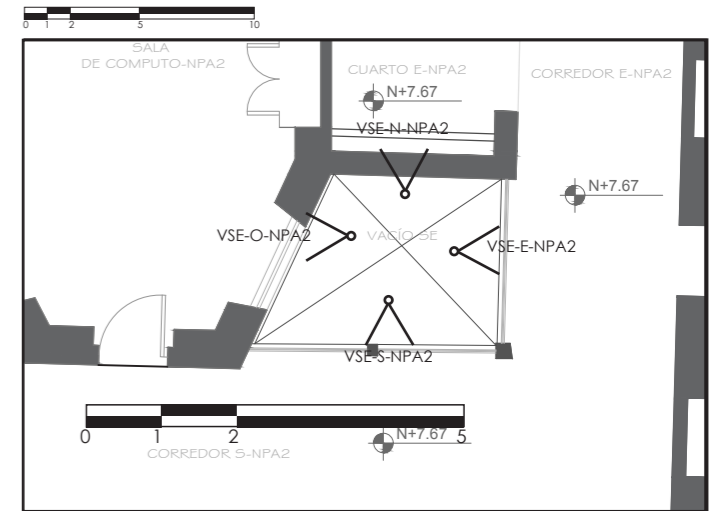 0 1 2 5 10
SALA
DE COMPUTO-NPA2
CUARTO E-NPA2
CORREDOR E-NPA2
N+7.67
VSE-N-NPA2
N+7.67
VSE-O-NPA2
VACÍO SE
VSE-E-NPA2
VSE-S-NPA2
0 1 2 5
N+7.67
CORREDOR S-NPA2